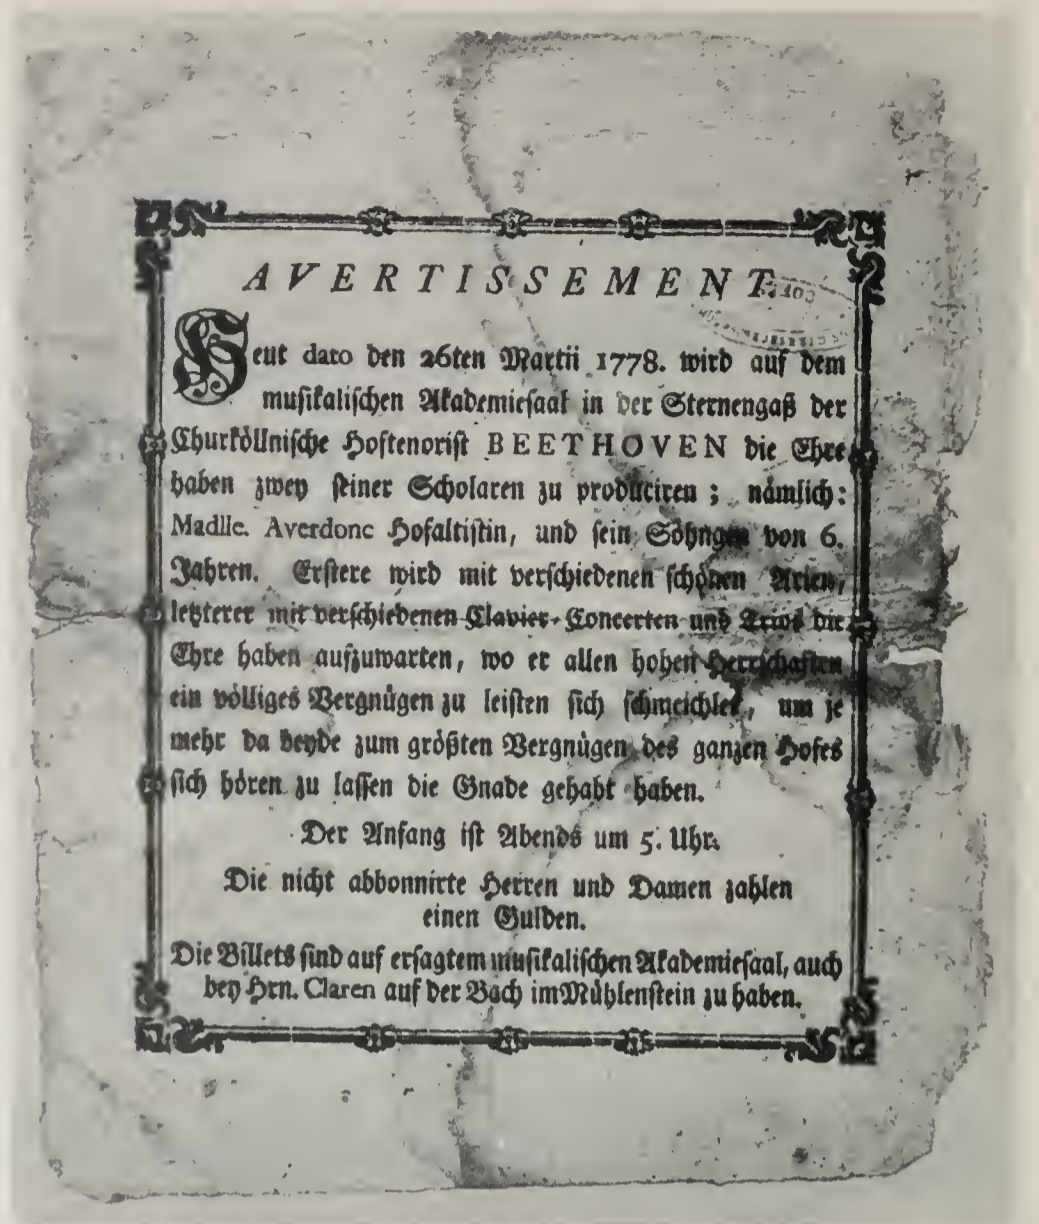 AVERTISSEMENT.
Heut dato den 26ten Martii 1778. wird auf dem
musikalischen Akademiesaal in der Sternengaß der
Churköllnische Hoftenorist BEETHOVEN die Ehre
haben zwey seiner Scholaren zu produciren; nämlich:
Madlle. Averdonc Hofaltistin, und sein Söhngen von 6.
Jahren. Erstere wird mit verschiedenen schönen Arien,
letzterer mit verschiedenen Clavier-Concerten und Trios die
Ehre haben aufzuwarten, wo er allen hohen Herrschaften
ein völliges Vergnügen zu leisten sich schmeichlet, um je
mehr da beyde zum größten Vergnügen des ganzen Hofes
sich hören zu lassen die Gnade gehabt haben.
Der Anfang ist Abends um 5. Uhr.
Die nicht abbonnirte Herren und Damen zahlen
einen Gulden.
Die Billets sind auf ersagtem musikalischen Akademiesaal, auch
bey Hrn. Claren auf der Bach im Mühlenstein zu haben.